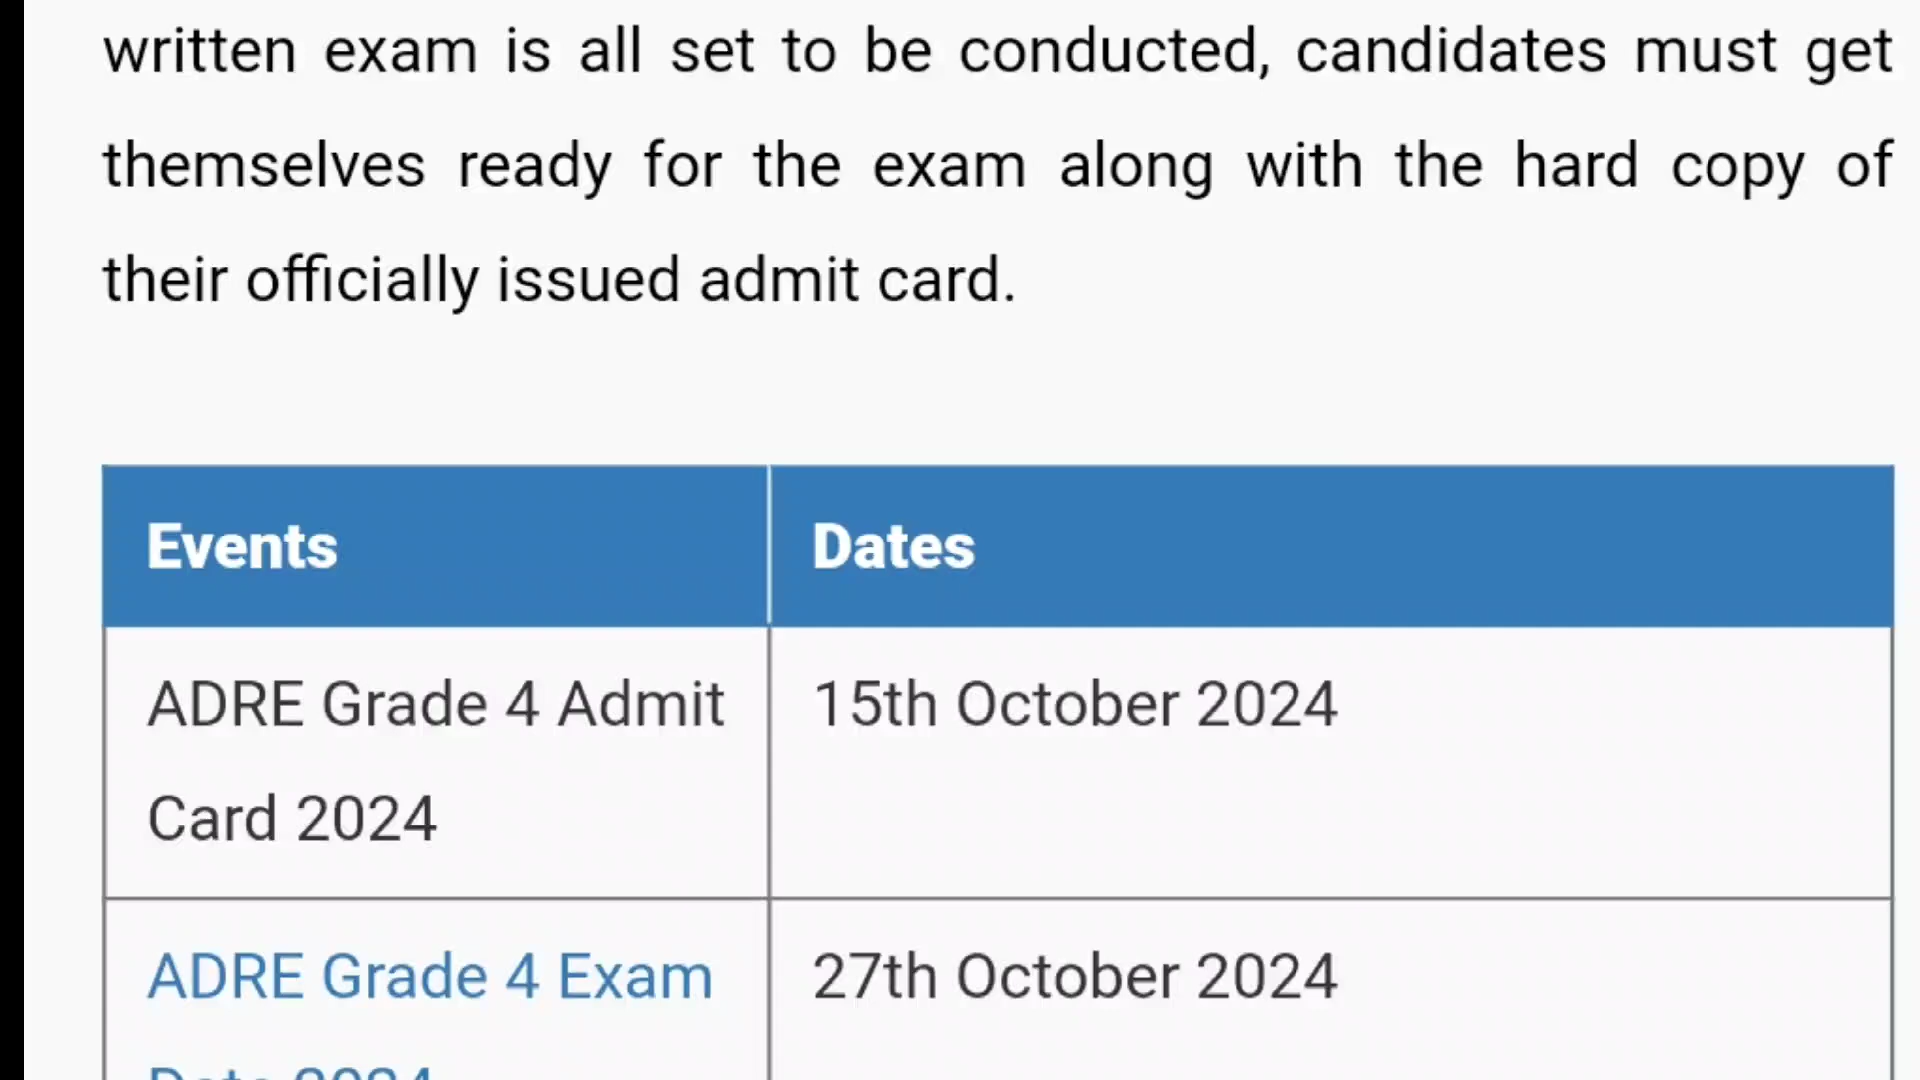 written exam is all set to be conducted, candidates must get
themselves ready for the exam along with the hard copy of
their officially issued admit card.
Events
Dates
ADRE Grade 4 Admit
Card 2024
15th October 2024
ADRE Grade 4 Exam
Date 2024
27th October 2024